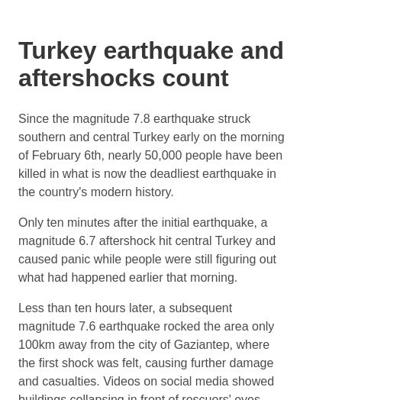 Turkey earthquake and
aftershocks count
Since the magnitude 7.8 earthquake struck
southern and central Turkey early on the morning
of February 6th, nearly 50,000 people have been
killed in what is now the deadliest earthquake in
the country's modern history.
Only ten minutes after the initial earthquake, a
magnitude 6.7 aftershock hit central Turkey and
caused panic while people were still figuring out
what had happened earlier that morning.
Less than ten hours later, a subsequent
magnitude 7.6 earthquake rocked the area only
100km away from the city of Gaziantep, where
the first shock was felt, causing further damage
and casualties. Videos on social media showed
buildings collapsing in front of rescuers' eyes